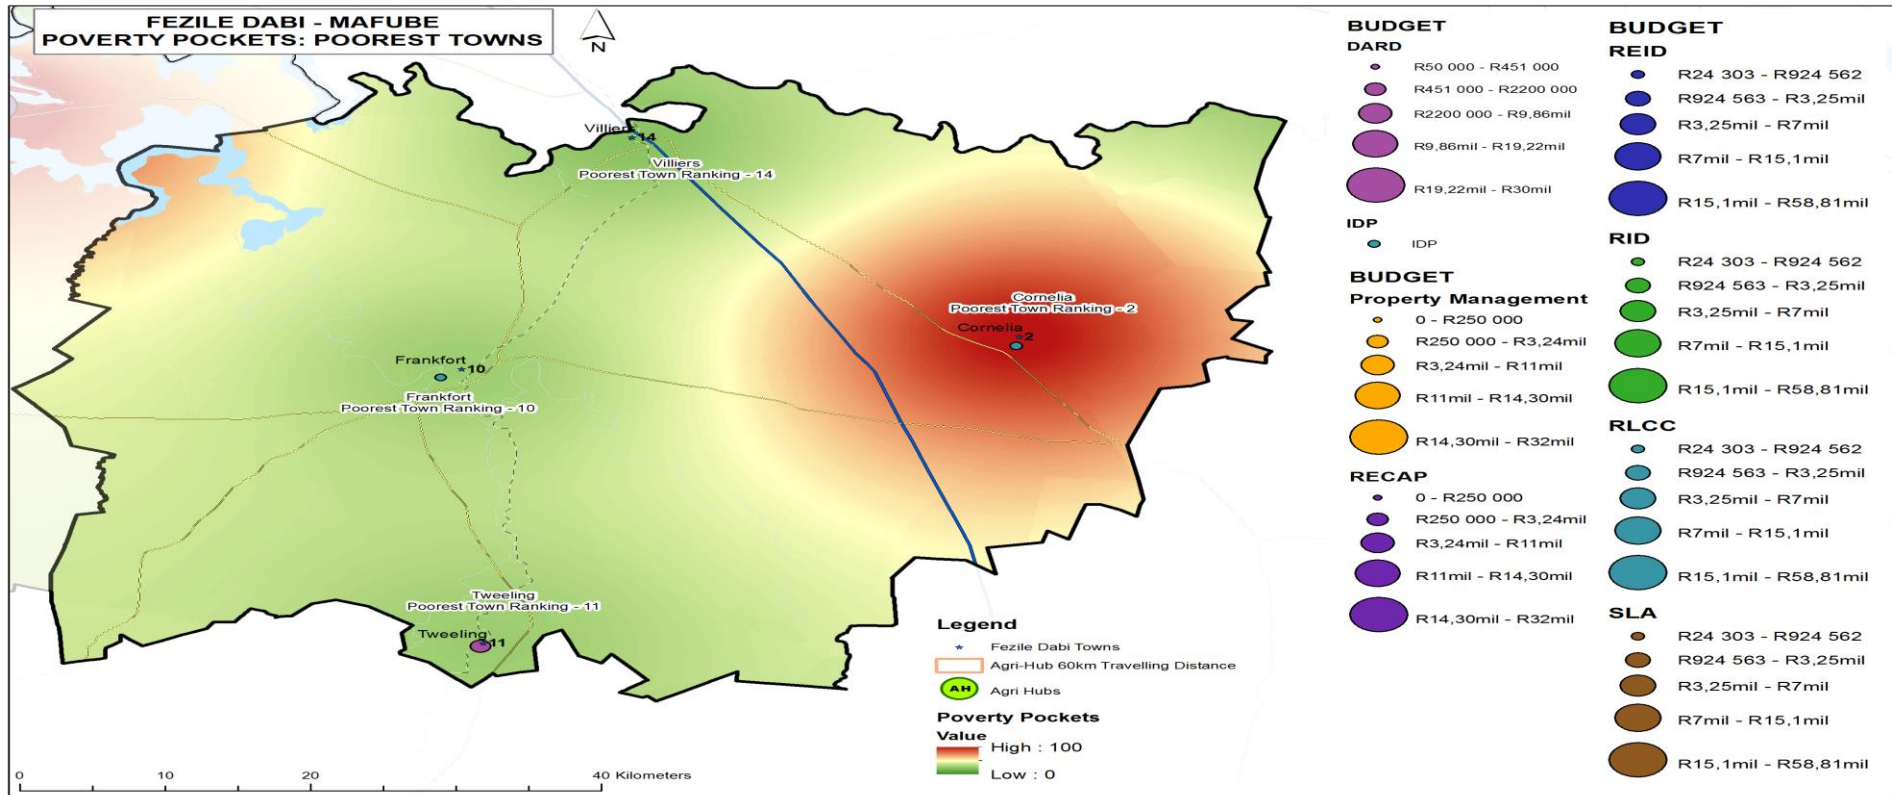 FEZILE DABI - MAFUBE
POVERTY POCKETS: POOREST TOWNS
N
Villiers
14
Villiers
Poorest Town Ranking - 14
Cornelia
Poorest Town Ranking - 2
Cornelia
2
Frankfort
10
Frankfort
Poorest Town Ranking - 10
Tweeling
Poorest Town Ranking - 11
Tweeling
11
0 10 20 40 Kilometers
Legend
Fezile Dabi Towns
Agri-Hub 60km Travelling Distance
AH Agri Hubs
Poverty Pockets
Value
High : 100
Low : 0
BUDGET
DARD
R50 000 - R451 000
R451 000 - R2200 000
R2200 000 - R9,86mil
R9,86mil - R19,22mil
R19,22mil - R30mil
IDP
IDP
BUDGET
Property Management
0 - R250 000
R250 000 - R3,24mil
R3,24mil - R11mil
R11mil - R14,30mil
R14,30mil - R32mil
RECAP
0 - R250 000
R250 000 - R3,24mil
R3,24mil - R11mil
R11mil - R14,30mil
R14,30mil - R32mil
BUDGET
REID
R24 303 - R924 562
R924 563 - R3,25mil
R3,25mil - R7mil
R7mil - R15,1mil
R15,1mil - R58,81mil
RID
R24 303 - R924 562
R924 563 - R3,25mil
R3,25mil - R7mil
R7mil - R15,1mil
R15,1mil - R58,81mil
RLCC
R24 303 - R924 562
R924 563 - R3,25mil
R3,25mil - R7mil
R7mil - R15,1mil
R15,1mil - R58,81mil
SLA
R24 303 - R924 562
R924 563 - R3,25mil
R3,25mil - R7mil
R7mil - R15,1mil
R15,1mil - R58,81mil